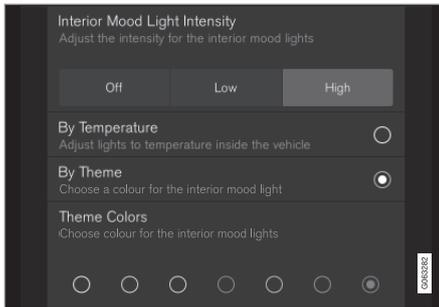 Interior Mood Light Intensity
Adjust the intensity for the interior mood lights
Off Low High
By Temperature
Adjust lights to temperature inside the vehicle
By Theme
Choose a colour for the interior mood light
Theme Colors
Choose colour for the interior mood lights
G063282